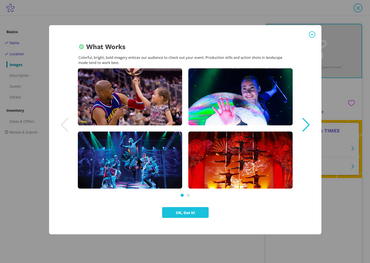 Basics
Name
Location
Images
Description
Events
Extras
Inventory
Dates & Offers
Review & Submit
What Works
Colorful, bright, bold imagery entices our audience to check out your event. Production stills and action shots in landscape
mode tend to work best.
TIMES
OK, Got It!